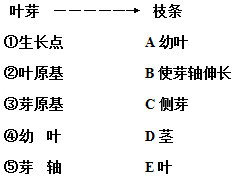 叶芽 ------→ 枝条
①生长点 A 幼叶
②叶原基 B 使芽轴伸长
③芽原基 C 侧芽
④幼 叶 D 茎
⑤芽 轴 E 叶